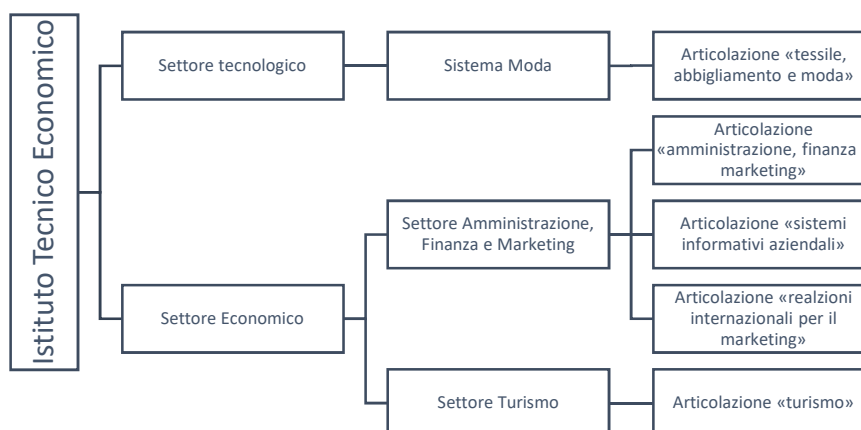 Istituto Tecnico Economico
Settore tecnologico
Sistema Moda
Articolazione «tessile,
abbigliamento e moda»
Settore Economico
Settore Amministrazione,
Finanza e Marketing
Articolazione
«amministrazione, finanza
marketing»
Articolazione «sistemi
informativi aziendali»
Articolazione «realzioni
internazionali per il
marketing»
Settore Turismo
Articolazione «turismo»